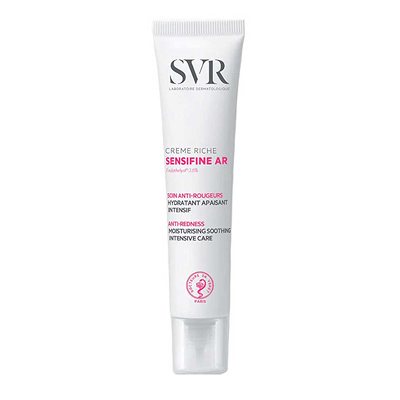 SVR
LABORATOIRE DERMATOLOGIQUE
CRÈME RICHE
SENSIFINE AR
SOIN ANTI-ROUGEURS
HYDRATANT APAISANT
INTENSIF
ANTI-REDNESS
MOISTURISING SOOTHING
INTENSIVE CARE
PARIS